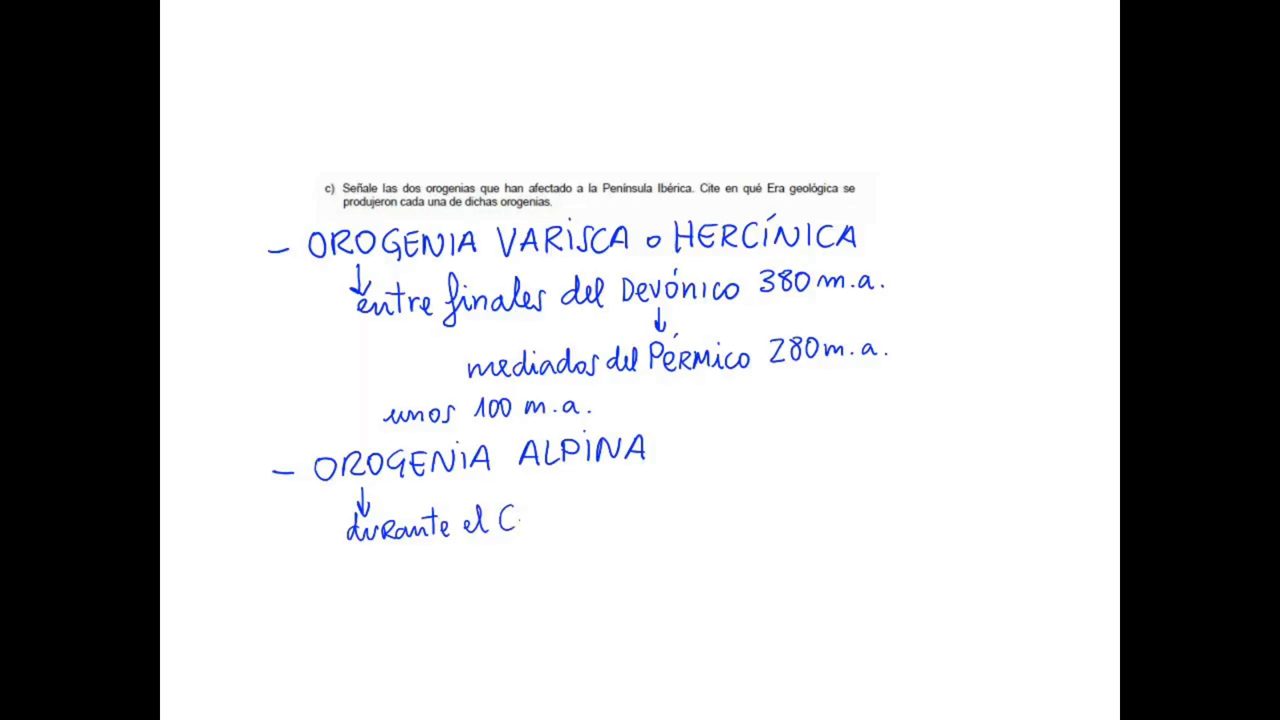 c) Señale las dos orogenias que han afectado a la Península Ibérica. Cite en qué Era geológica se
produjeron cada una de dichas orogenias.
– OROGENIA VARISCA o HERCÍNICA
↓
entre finales del DEVÓNICO 380 m.a.
↓
mediados del PÉRMICO 280 m.a.
unos 100 m.a.
– OROGENIA ALPINA
↓
durante el C